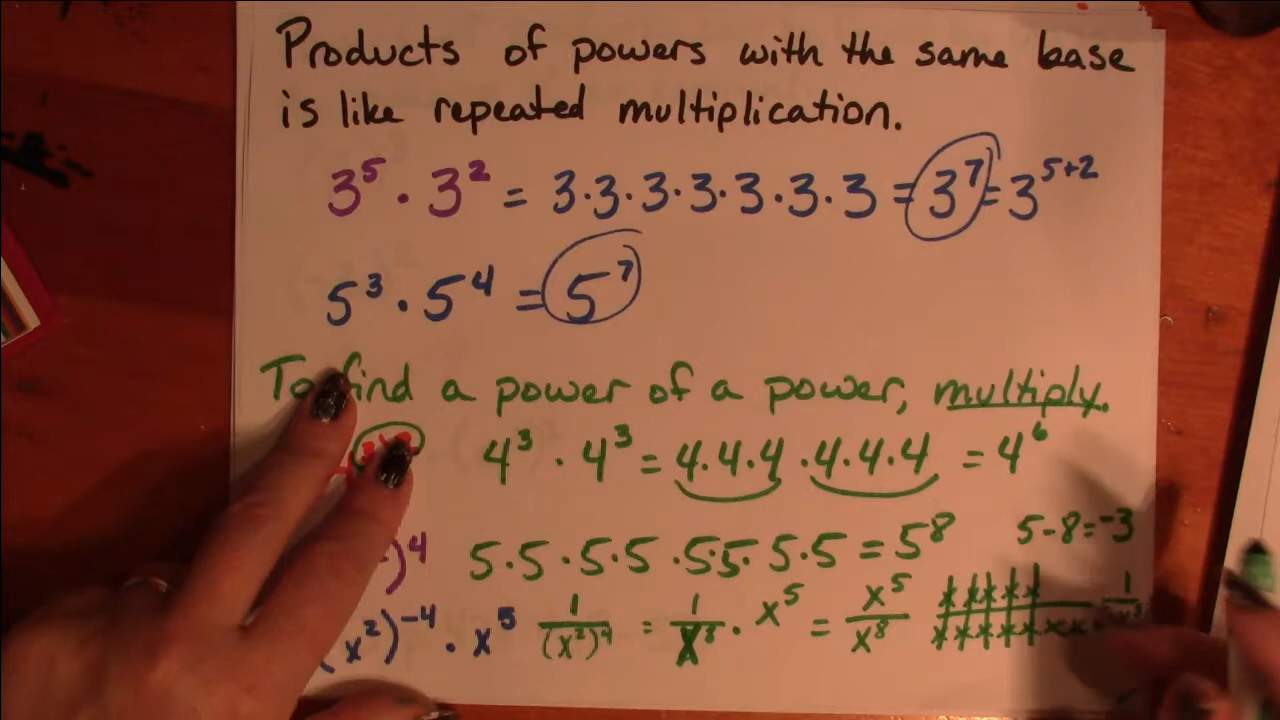 Products of powers with the same base
is like repeated multiplication.
3⁵ · 3² = 3·3·3·3·3·3·3 = 3⁷ = 3⁵⁺²
5³ · 5⁴ = 5⁷
To find a power of a power, multiply.
4³ · 4³ = 4·4·4 · 4·4·4 = 4⁶
)⁴ 5·5·5·5·5·5·5·5 = 5⁸ 5-8=-3
(x²)⁻⁴ · x⁵ 1/(x²)⁴ = 1/x⁸ · x⁵ = x⁵/x⁸